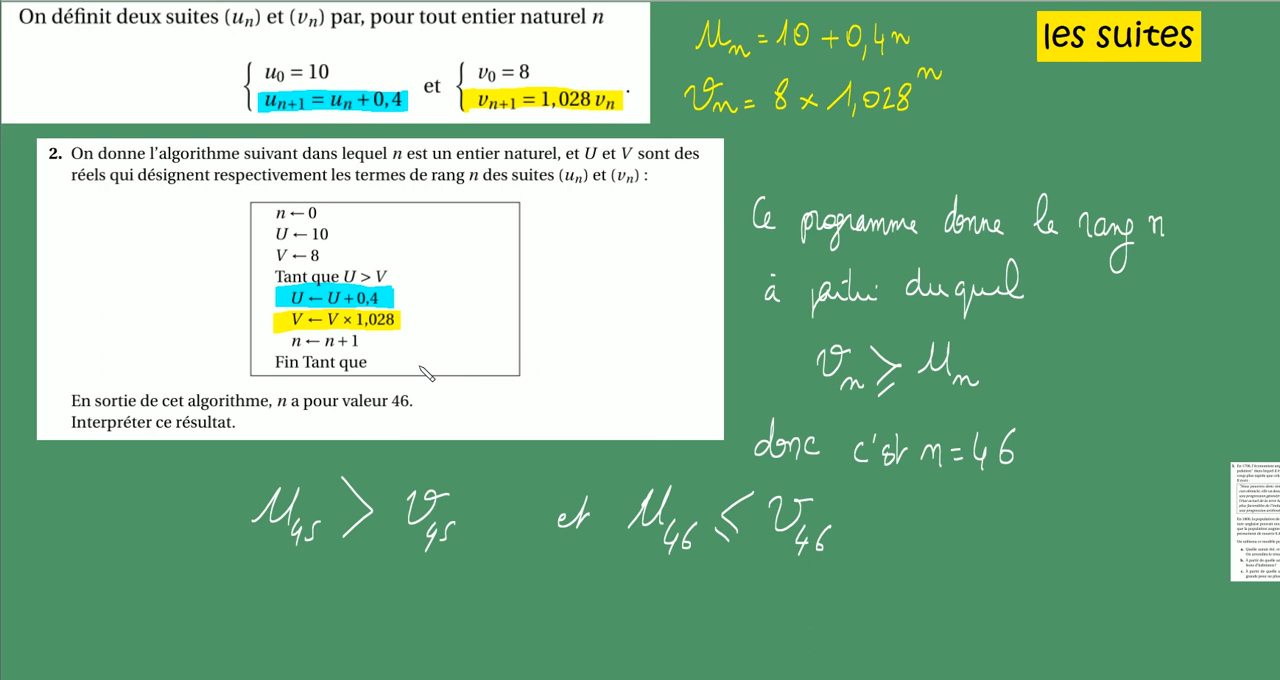 On définit deux suites (uₙ) et (vₙ) par, pour tout entier naturel n
{ u₀ = 10 et { v₀ = 8
uₙ₊₁ = uₙ + 0,4 vₙ₊₁ = 1,028 vₙ .
uₙ = 10 + 0,4n
vₙ = 8 × 1,028ⁿ
les suites
2. On donne l'algorithme suivant dans lequel n est un entier naturel, et U et V sont des
réels qui désignent respectivement les termes de rang n des suites (uₙ) et (vₙ) :
n ← 0
U ← 10
V ← 8
Tant que U > V
U ← U + 0,4
V ← V × 1,028
n ← n + 1
Fin Tant que
En sortie de cet algorithme, n a pour valeur 46.
Interpréter ce résultat.
Ce programme donne le rang n
à partir duquel
vₙ ⩾ uₙ
donc c'est n = 46
u₄₅ > v₄₅ et u₄₆ ⩽ v₄₆